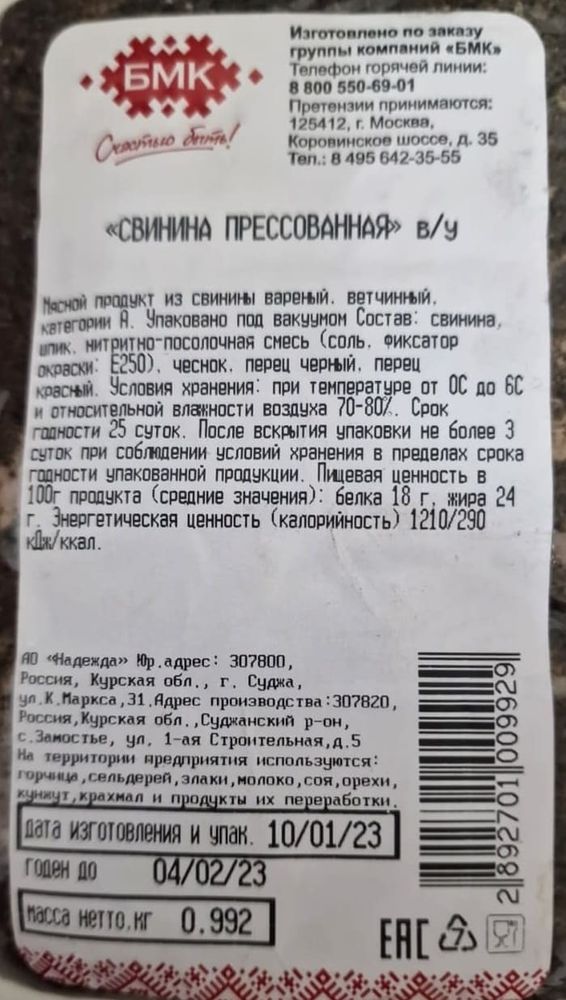 БМК
Счастью быть!
Изготовлено по заказу
группы компаний «БМК»
Телефон горячей линии:
8 800 550-69-01
Претензии принимаются:
125412, г. Москва,
Коровинское шоссе, д. 35
Тел.: 8 495 642-35-55
«СВИНИНА ПРЕССОВАННАЯ» в/у
Мясной продукт из свинины вареный. ветчинный,
категории А. Упаковано под вакуумом Состав: свинина,
шпик. нитритно-посолочная смесь (соль. фиксатор
окраски: Е250). чеснок. перец черный. перец
красный. Условия хранения: при температуре от 0С до 6С
и относительной влажности воздуха 70-80%. Срок
годности 25 суток. После вскрытия упаковки не более 3
суток при соблюдении условий хранения в пределах срока
годности упакованной продукции. Пищевая ценность в
100г продукта (средние значения): белка 18 г. жира 24
г. Энергетическая ценность (калорийность) 1210/290
кДж/ккал.
АО «Надежда» Юр.адрес: 307800,
Россия, Курская обл., г. Суджа,
ул.К.Маркса,31.Адрес производства:307820,
Россия,Курская обл.,Суджанский р-он,
с.Замостье, ул. 1-ая Строительная,д.5
На территории предприятия используются:
горчица,сельдерей,злаки,молоко,соя,орехи,
кунжут,крахмал и продукты их переработки.
дата изготовления и упак. 10/01/23
годен до 04/02/23
масса нетто.кг 0.992
2 892701 009929
EAC